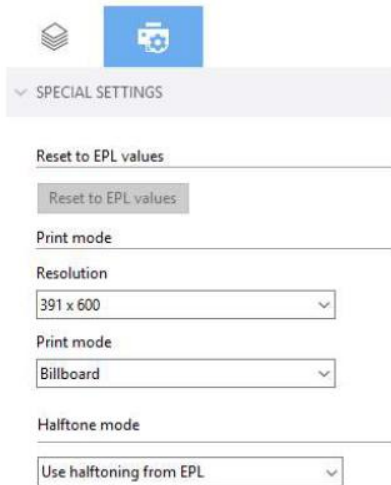 SPECIAL SETTINGS
Reset to EPL values
Reset to EPL values
Print mode
Resolution
391 x 600
Print mode
Billboard
Halftone mode
Use halftoning from EPL